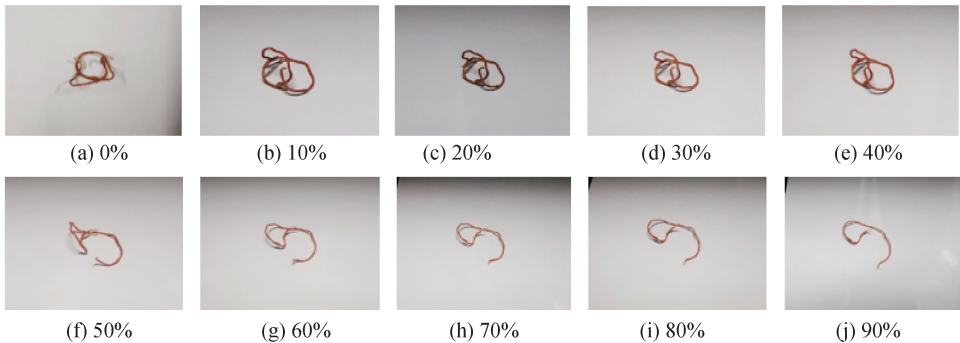 (a) 0%
(b) 10%
(c) 20%
(d) 30%
(e) 40%
(f) 50%
(g) 60%
(h) 70%
(i) 80%
(j) 90%